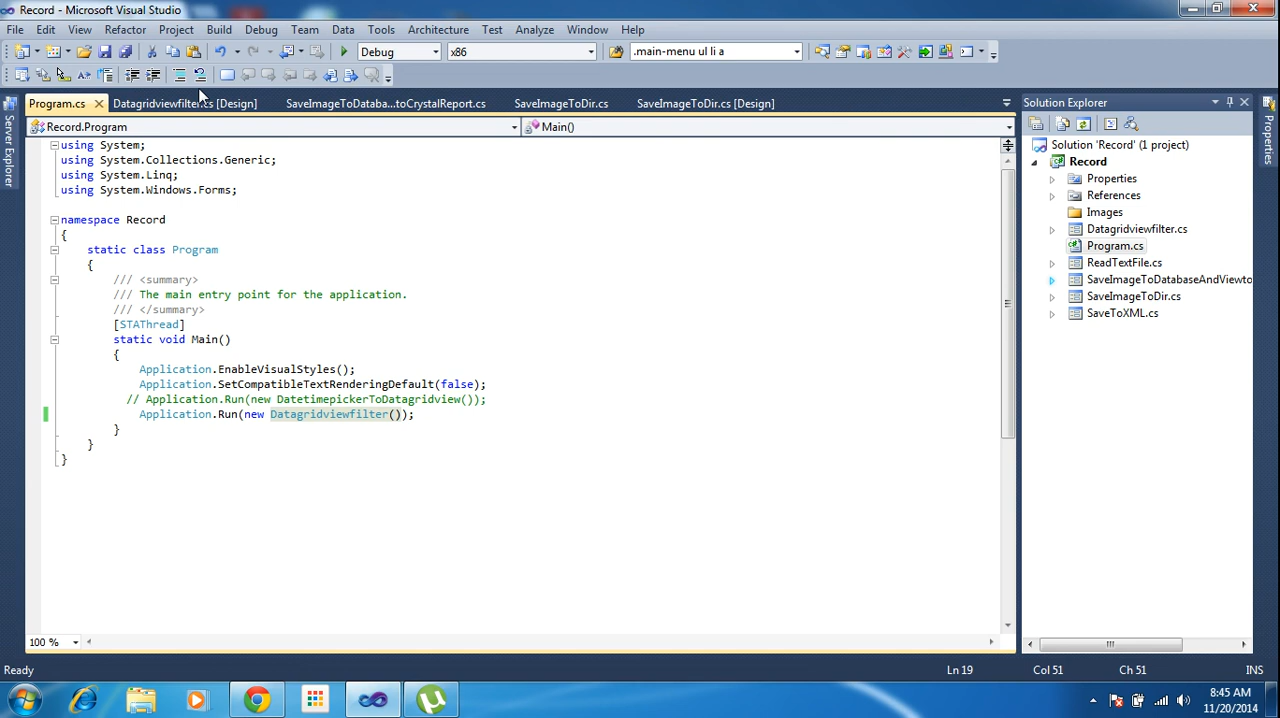 Record - Microsoft Visual Studio
File Edit View Refactor Project Build Debug Team Data Tools Architecture Test Analyze Window Help
Debug x86 .main-menu ul li a
Program.cs Datagridviewfilter.cs [Design] SaveImageToDataba...toCrystalReport.cs SaveImageToDir.cs SaveImageToDir.cs [Design]
Record.Program Main()
using System;
using System.Collections.Generic;
using System.Linq;
using System.Windows.Forms;
namespace Record
{
static class Program
{
/// <summary>
/// The main entry point for the application.
/// </summary>
[STAThread]
static void Main()
{
Application.EnableVisualStyles();
Application.SetCompatibleTextRenderingDefault(false);
// Application.Run(new DatetimepickerToDatagridview());
Application.Run(new Datagridviewfilter());
}
}
}
100 %
Server Explorer
Solution Explorer
Solution 'Record' (1 project)
Record
Properties
References
Images
Datagridviewfilter.cs
Program.cs
ReadTextFile.cs
SaveImageToDatabaseAndViewto
SaveImageToDir.cs
SaveToXML.cs
Properties
Ready Ln 19 Col 51 Ch 51 INS
8:45 AM
11/20/2014